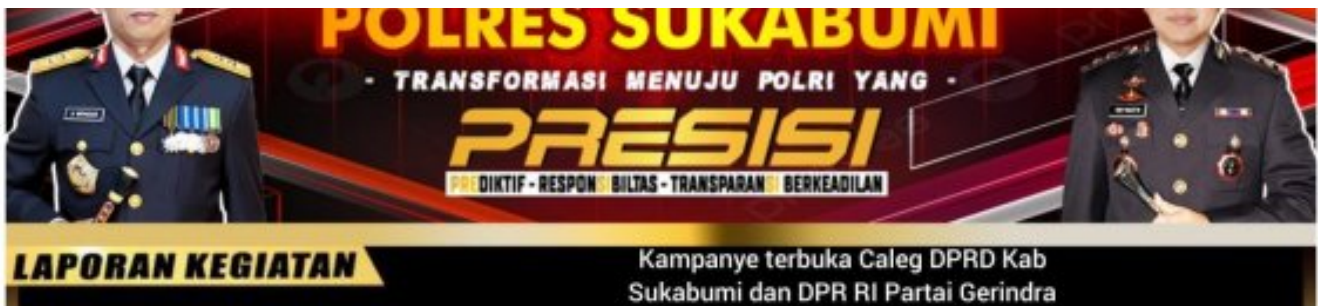 POLRES SUKABUMI
- TRANSFORMASI MENUJU POLRI YANG -
PRESISI
PREDIKTIF - RESPONSIBILTAS - TRANSPARANSI BERKEADILAN
LAPORAN KEGIATAN
Kampanye terbuka Caleg DPRD Kab
Sukabumi dan DPR RI Partai Gerindra